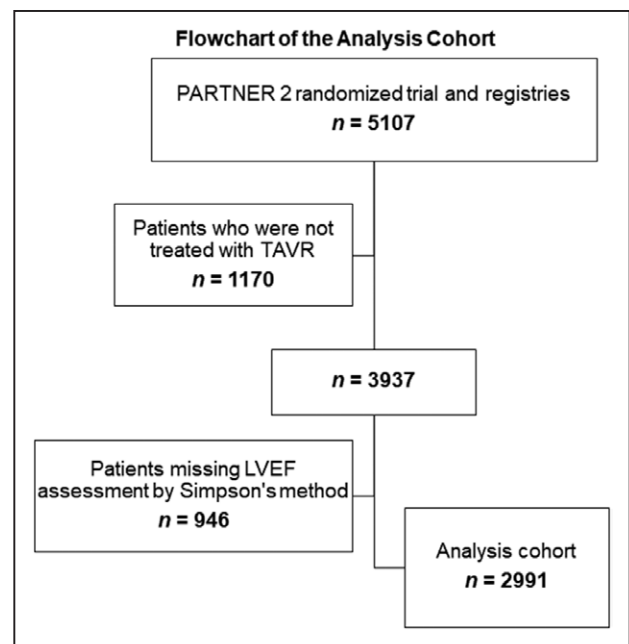 Flowchart of the Analysis Cohort
PARTNER 2 randomized trial and registries
n = 5107
Patients who were not
treated with TAVR
n = 1170
n = 3937
Patients missing LVEF
assessment by Simpson's method
n = 946
Analysis cohort
n = 2991